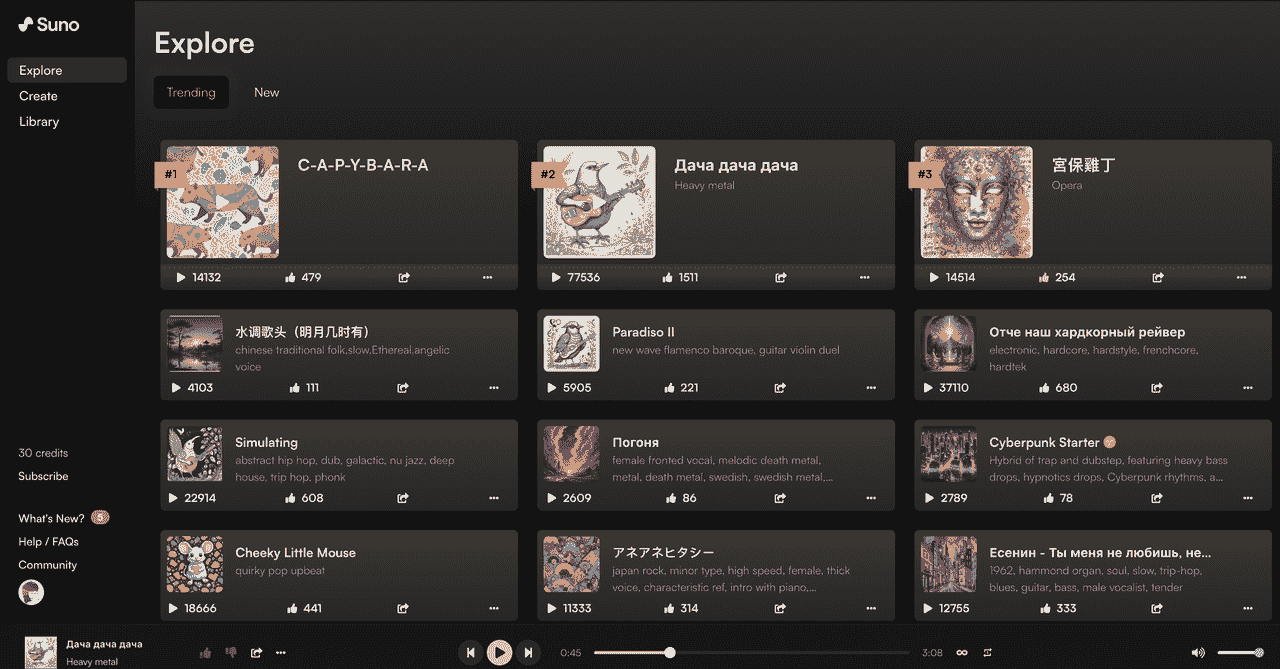 Suno
Explore
Create
Library
30 credits
Subscribe
What's New? 5
Help / FAQs
Community
Explore
Trending
New
#1
C-A-P-Y-B-A-R-A
14132
479
#2
Дача дача дача
Heavy metal
77536
1511
#3
宮保雞丁
Opera
14514
254
水调歌头（明月几时有）
chinese traditional folk,slow,Ethereal,angelic
voice
4103
111
Paradiso II
new wave flamenco baroque, guitar violin duel
5905
221
Отче наш хардкорный рейвер
electronic, hardcore, hardstyle, frenchcore,
hardtek
37110
680
Simulating
abstract hip hop, dub, galactic, nu jazz, deep
house, trip hop, phonk
22914
608
Погоня
female fronted vocal, melodic death metal,
metal, death metal, swedish, swedish metal,...
2609
86
Cyberpunk Starter
Hybrid of trap and dubstep, featuring heavy bass
drops, hypnotics drops, Cyberpunk rhythms, a...
2789
78
Cheeky Little Mouse
quirky pop upbeat
18666
441
アネアネヒタシー
japan rock, minor type, high speed, female, thick
voice, characteristic ref, intro with piano,...
11333
314
Есенин - Ты меня не любишь, не...
1962, hammond organ, soul, slow, trip-hop,
blues, guitar, bass, male vocalist, tender
12755
333
Дача дача дача
Heavy metal
0:45
3:08